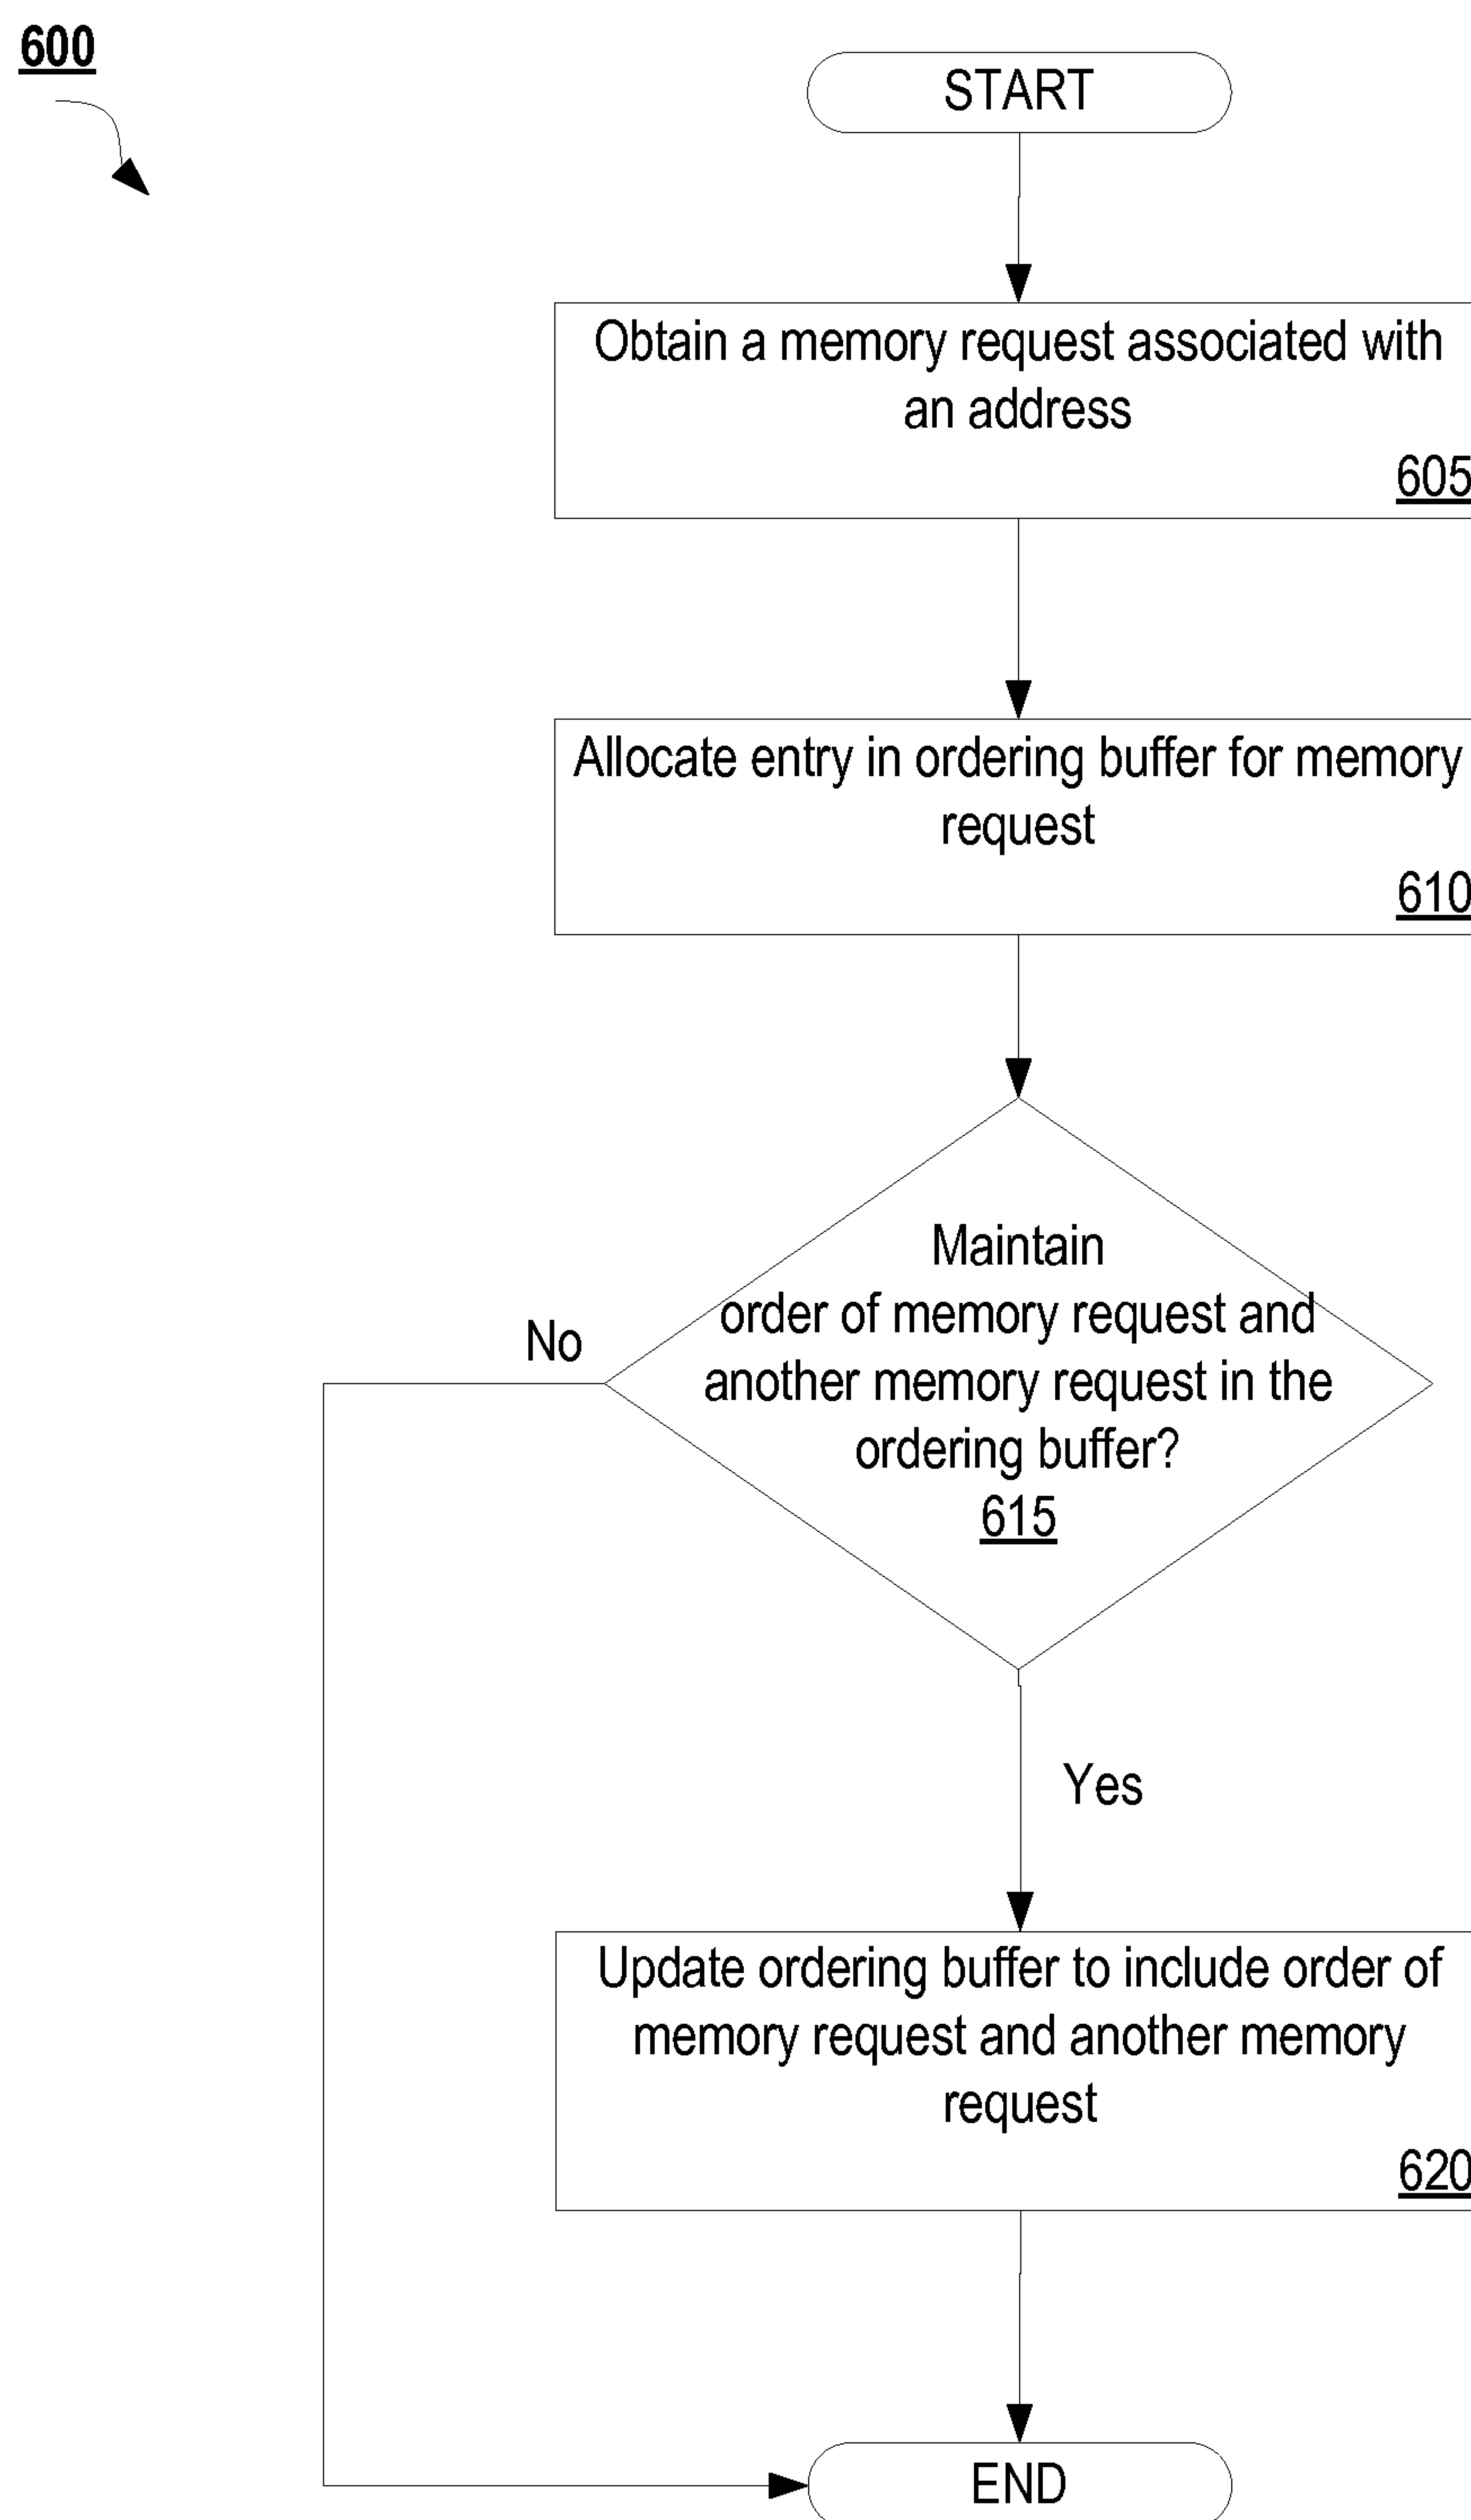 600
START
Obtain a memory request associated with
an address
605
Allocate entry in ordering buffer for memory
request
610
Maintain
order of memory request and
another memory request in the
ordering buffer?
615
No
Yes
Update ordering buffer to include order of
memory request and another memory
request
620
END